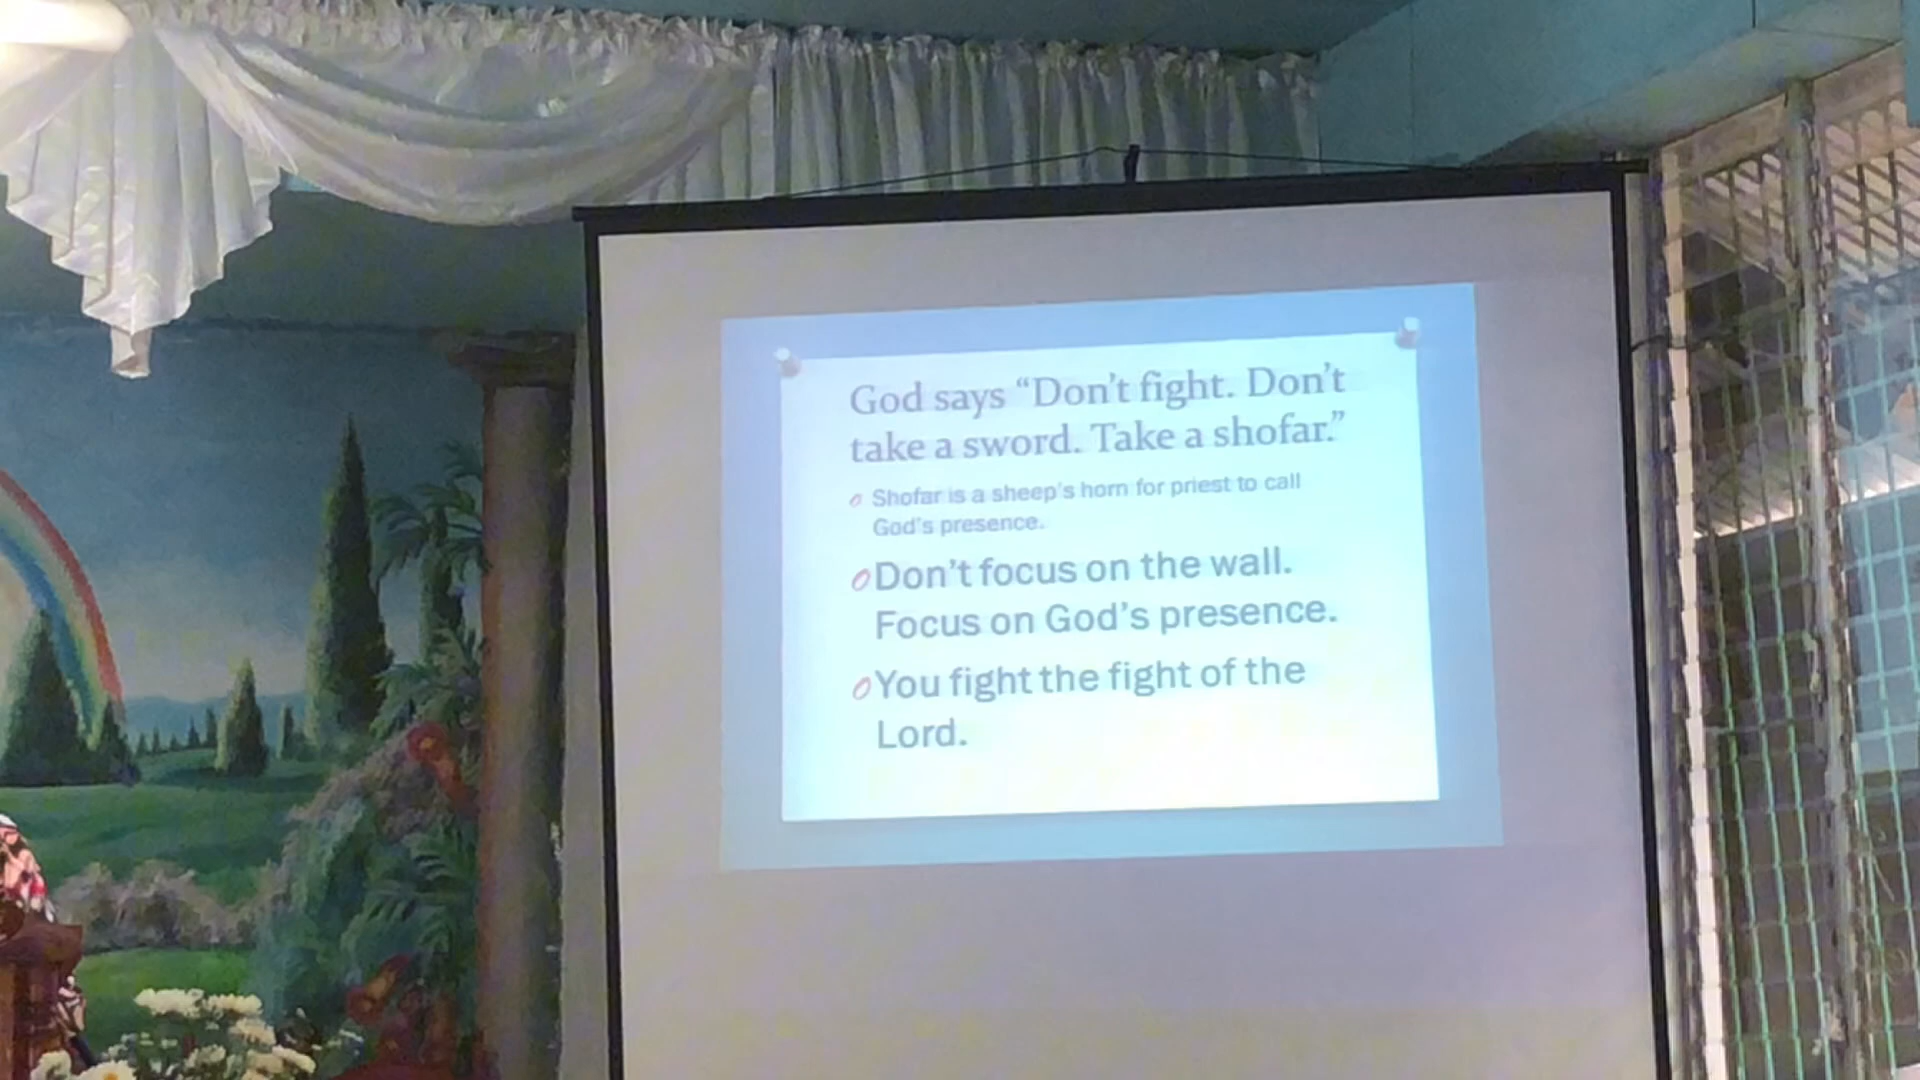 God says “Don’t fight. Don’t
take a sword. Take a shofar.”
Shofar is a sheep’s horn for priest to call
God’s presence.
Don’t focus on the wall.
Focus on God’s presence.
You fight the fight of the
Lord.